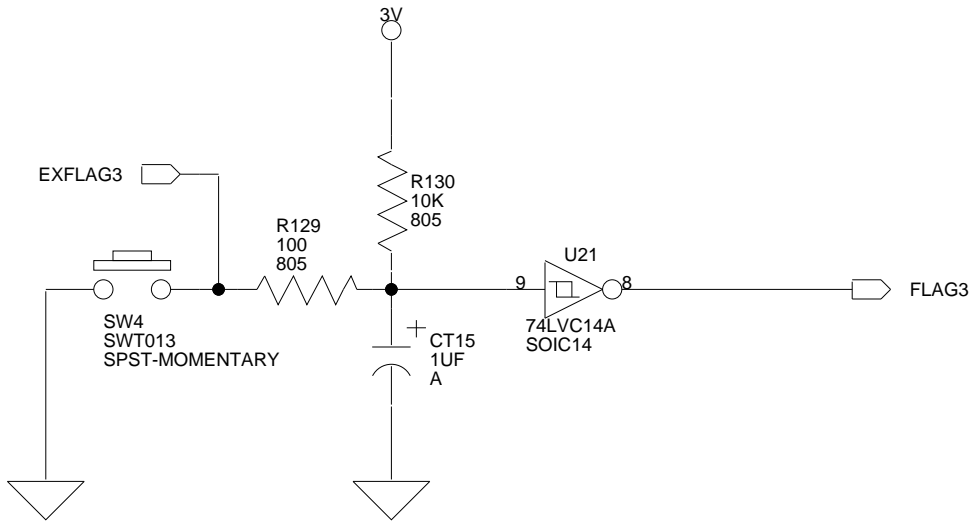 3V
EXFLAG3
R130
10K
805
R129
100
805
U21
9
8
FLAG3
74LVC14A
SOIC14
SW4
SWT013
SPST-MOMENTARY
+
CT15
1UF
A